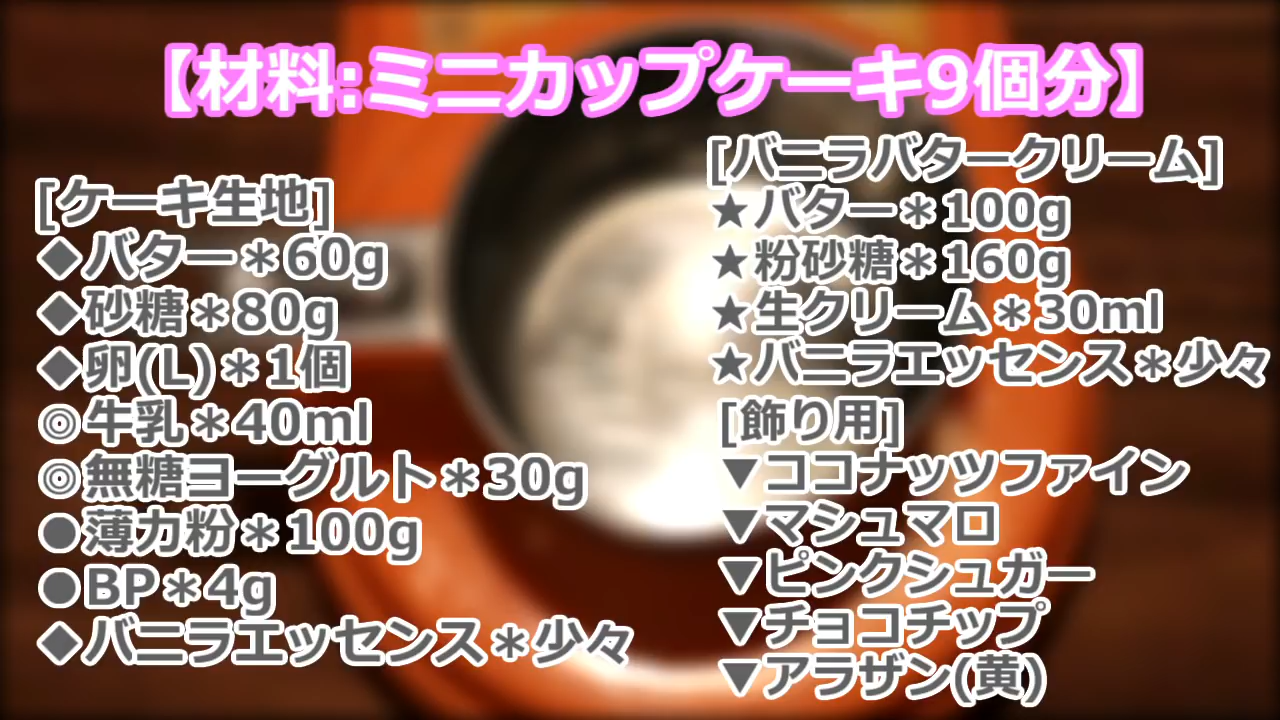 【材料:ミニカップケーキ9個分】
[ケーキ生地]
◆バター＊60g
◆砂糖＊80g
◆卵(L)＊1個
◎牛乳＊40ml
◎無糖ヨーグルト＊30g
●薄力粉＊100g
●BP＊4g
◆バニラエッセンス＊少々
[バニラバタークリーム]
★バター＊100g
★粉砂糖＊160g
★生クリーム＊30ml
★バニラエッセンス＊少々
[飾り用]
▼ココナッツファイン
▼マシュマロ
▼ピンクシュガー
▼チョコチップ
▼アラザン(黄)